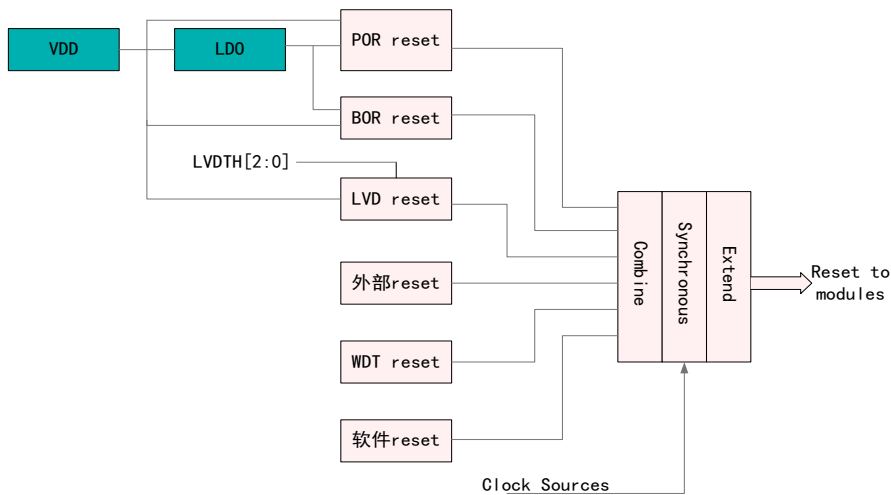 VDD
LDO
POR reset
BOR reset
LVDTH[2:0]
LVD reset
外部reset
WDT reset
软件reset
Combine
Synchronous
Extend
Reset to
modules
Clock Sources